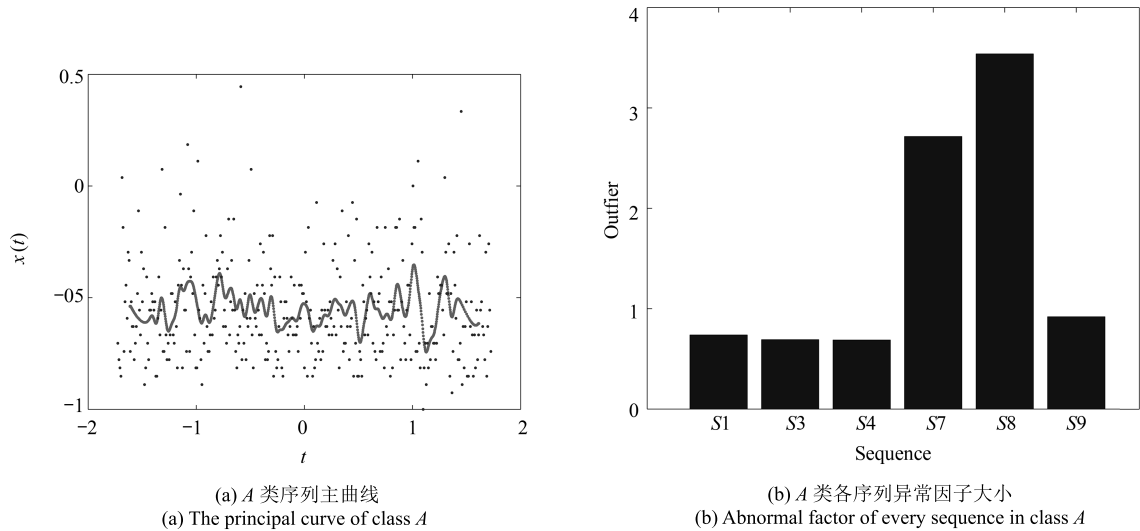 0.5
0
−05
−1
−2
−1
0
1
2
x(t)
t
(a) A 类序列主曲线
(a) The principal curve of class A
4
3
2
1
0
Outfier
S1 S3 S4 S7 S8 S9
Sequence
(b) A 类各序列异常因子大小
(b) Abnormal factor of every sequence in class A